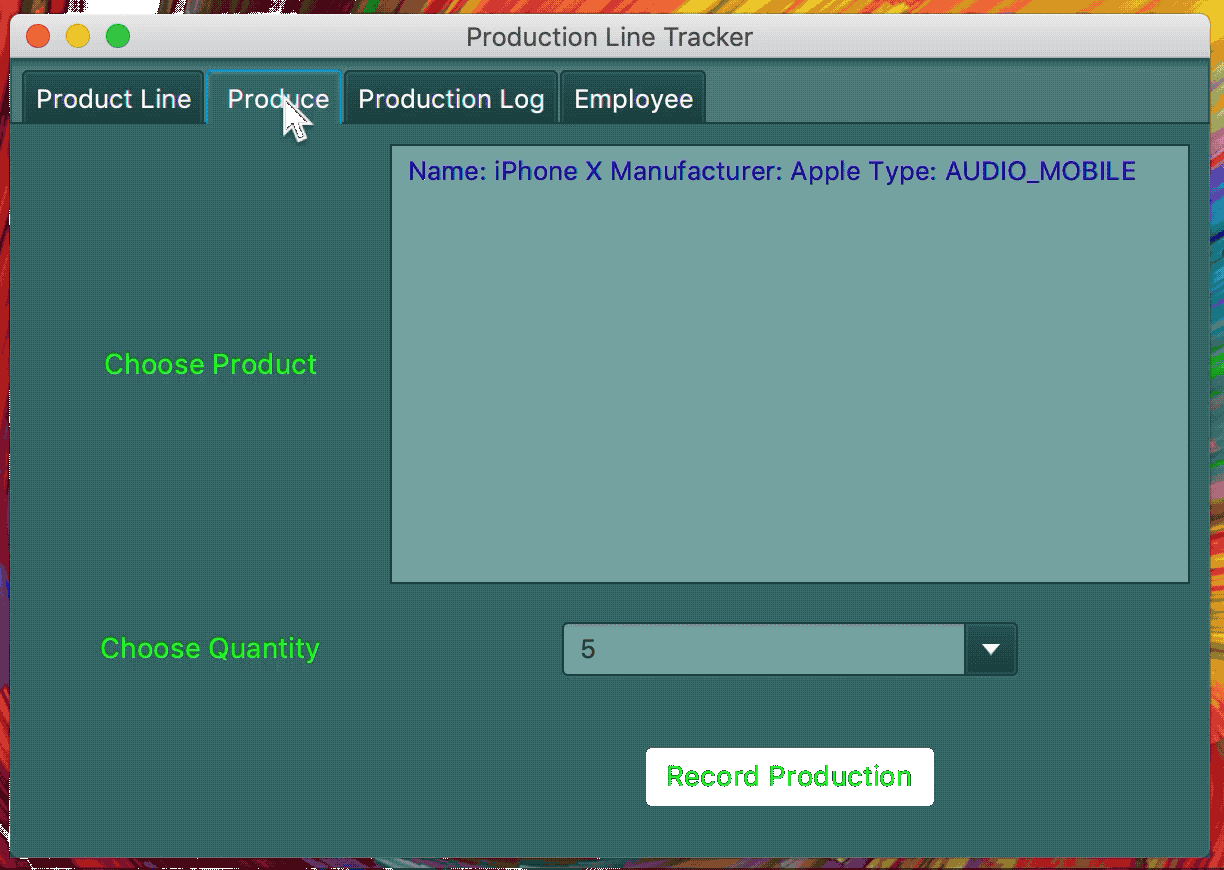 Production Line Tracker
Product Line Produce Production Log Employee
Name: iPhone X Manufacturer: Apple Type: AUDIO_MOBILE
Choose Product
Choose Quantity 5
Record Production